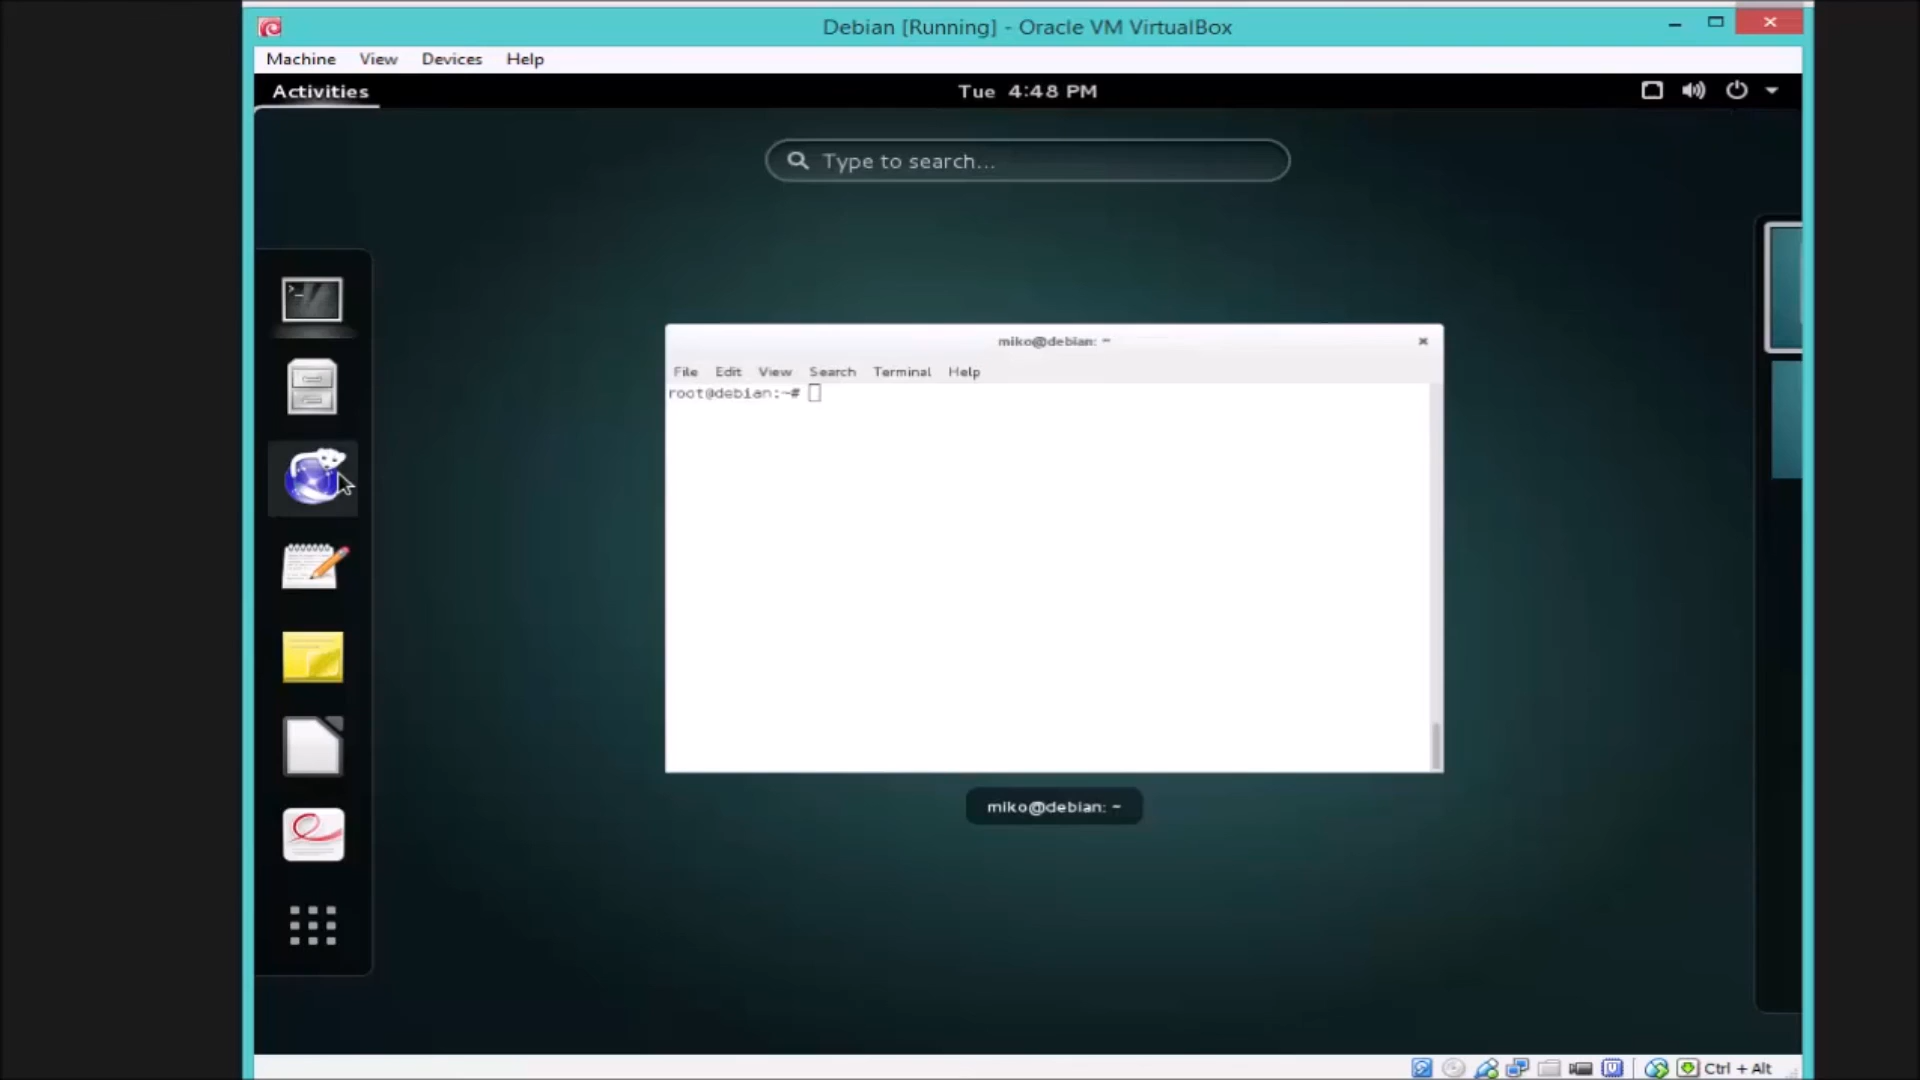 Debian [Running] - Oracle VM VirtualBox
Machine View Devices Help
Activities
Tue 4:48 PM
Type to search...
miko@debian: ~
File Edit View Search Terminal Help
root@debian:~#
miko@debian: ~
Ctrl + Alt